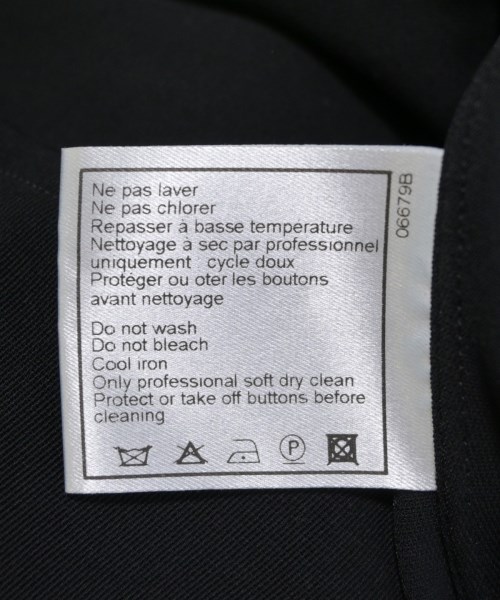 Ne pas laver
Ne pas chlorer
Repasser à basse température
Nettoyage à sec par professionnel
uniquement : cycle doux
Protéger ou oter les boutons
avant nettoyage
Do not wash
Do not bleach
Cool iron
Only professional soft dry clean
Protect or take off buttons before
cleaning
P
06679B